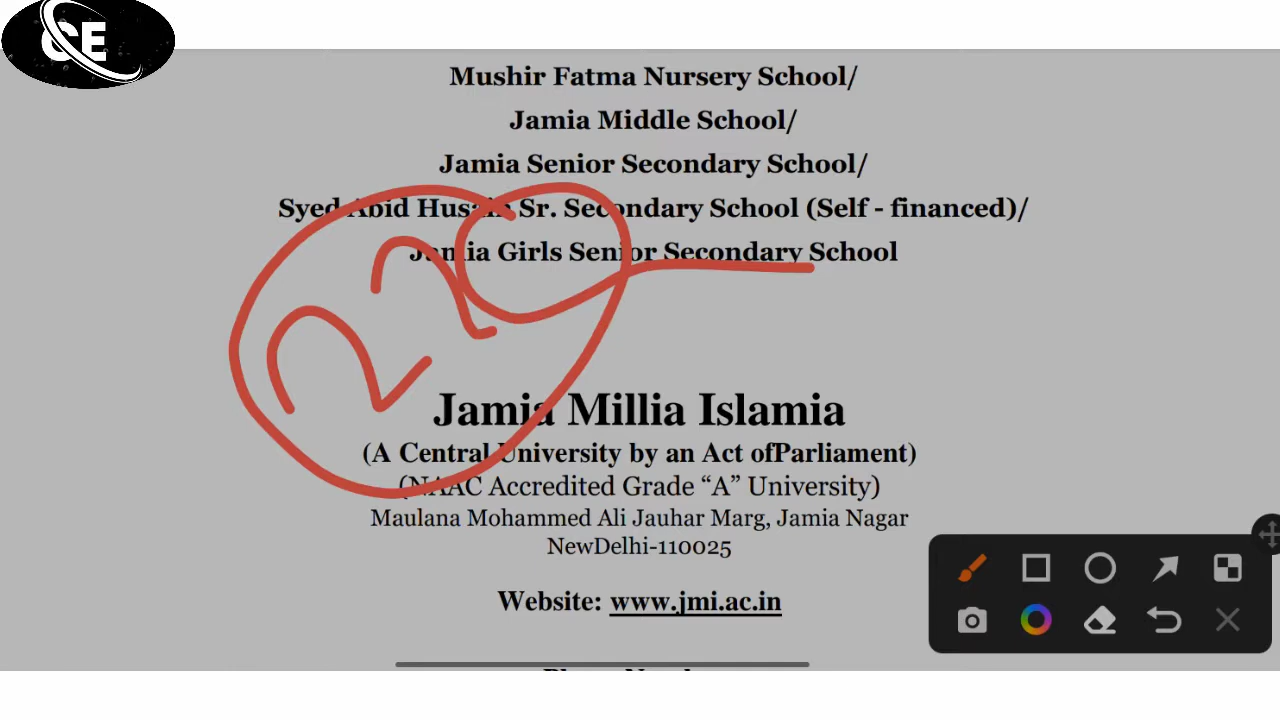 CE
Mushir Fatma Nursery School/
Jamia Middle School/
Jamia Senior Secondary School/
Syed Abid Husain Sr. Secondary School (Self - financed)/
Jamia Girls Senior Secondary School
22
Jamia Millia Islamia
(A Central University by an Act ofParliament)
(NAAC Accredited Grade “A” University)
Maulana Mohammed Ali Jauhar Marg, Jamia Nagar
NewDelhi-110025
Website: www.jmi.ac.in